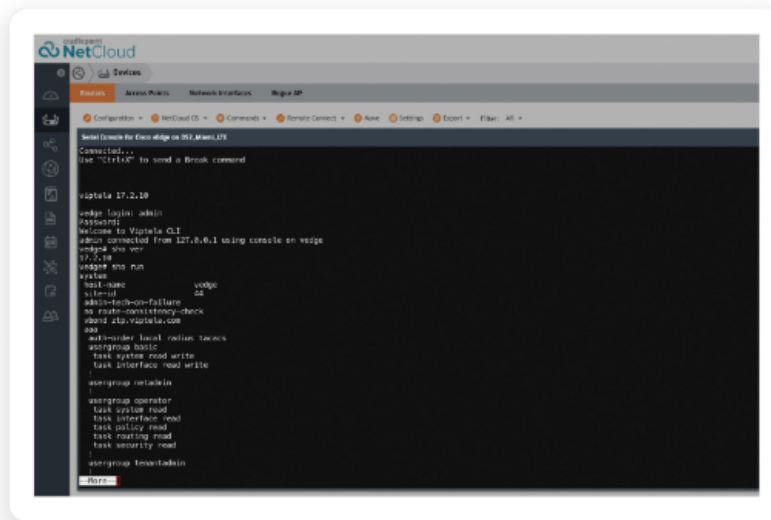 cradlepoint
NetCloud
Devices
Routers Access Points Network Interfaces Rogue AP
Configuration NetCloud OS Commands Remote Connect Move Settings Export Filter: All
Serial Console for Cisco vEdge on DS2_Miami_LTE
Connected...
Use "Ctrl+X" to send a Break command
viptela 17.2.10
vedge login: admin
Password:
Welcome to Viptela CLI
admin connected from 127.0.0.1 using console on vedge
vedge# sho ver
17.2.10
vedge# sho run
system
host-name vedge
site-id 44
admin-tech-on-failure
no route-consistency-check
vbond ztp.viptela.com
aaa
auth-order local radius tacacs
usergroup basic
task system read write
task interface read write
!
usergroup netadmin
!
usergroup operator
task system read
task interface read
task policy read
task routing read
task security read
!
usergroup tenantadmin
!
--More--